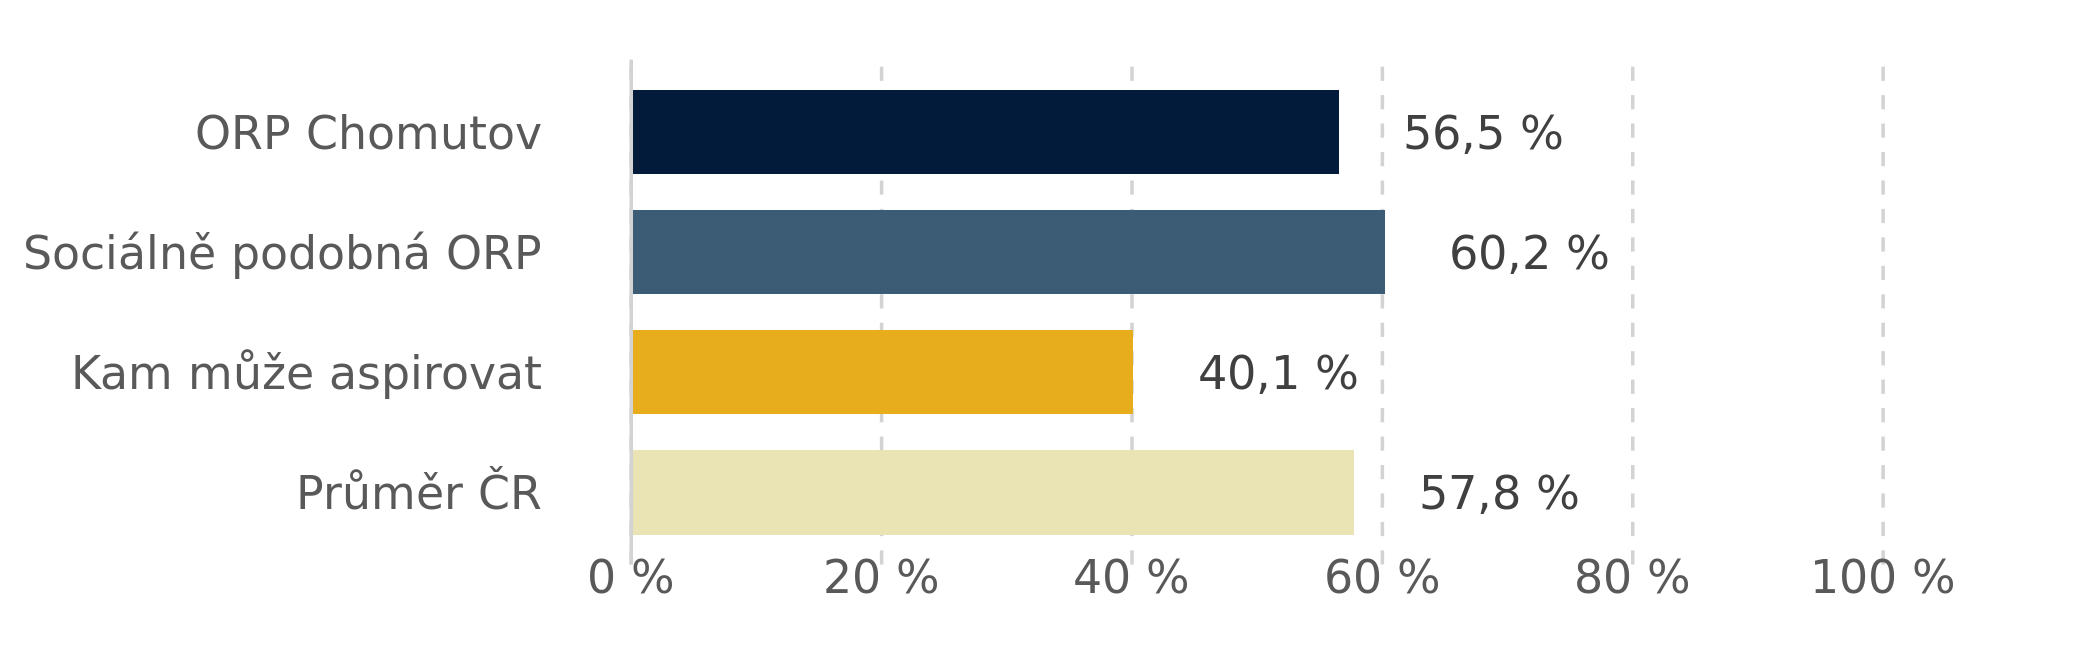 ORP Chomutov 56,5 %
Sociálně podobná ORP 60,2 %
Kam může aspirovat 40,1 %
Průměr ČR 57,8 %
0 % 20 % 40 % 60 % 80 % 100 %